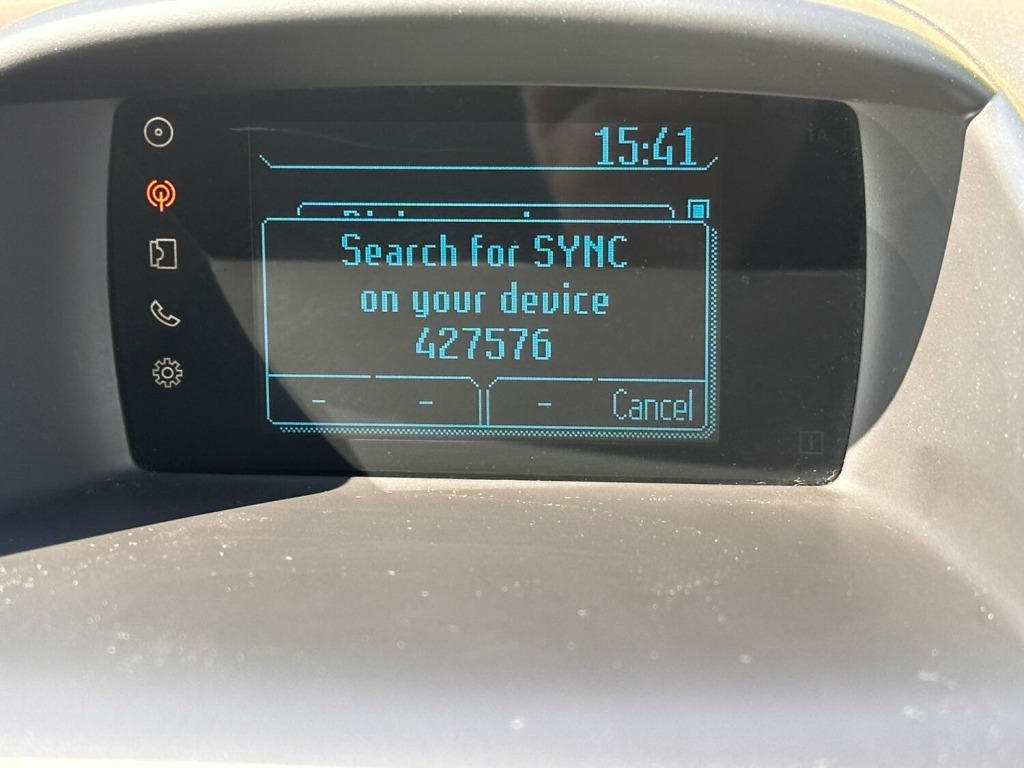 15:41
Search for SYNC
on your device
427576
- - - Cancel